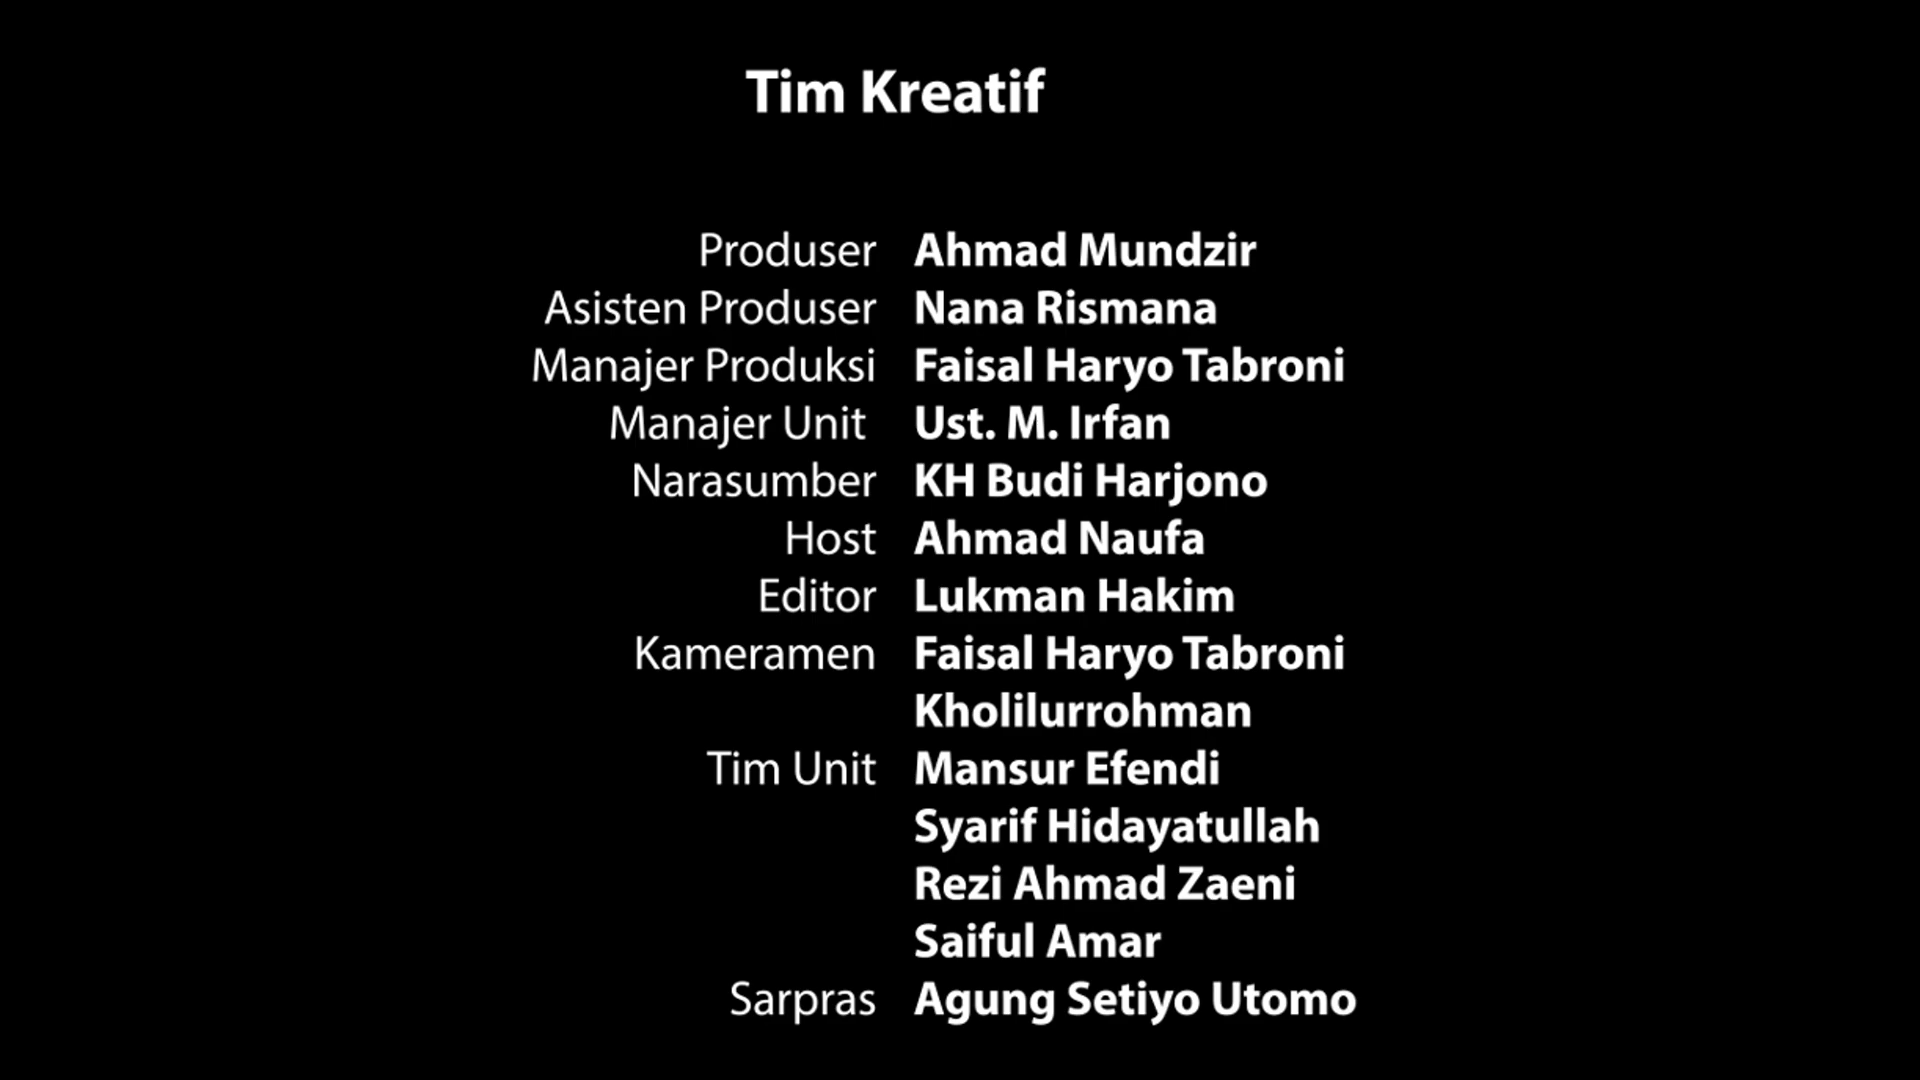 Tim Kreatif
Produser Ahmad Mundzir
Asisten Produser Nana Rismana
Manajer Produksi Faisal Haryo Tabroni
Manajer Unit Ust. M. Irfan
Narasumber KH Budi Harjono
Host Ahmad Naufa
Editor Lukman Hakim
Kameramen Faisal Haryo Tabroni
Kholilurrohman
Tim Unit Mansur Efendi
Syarif Hidayatullah
Rezi Ahmad Zaeni
Saiful Amar
Sarpras Agung Setiyo Utomo